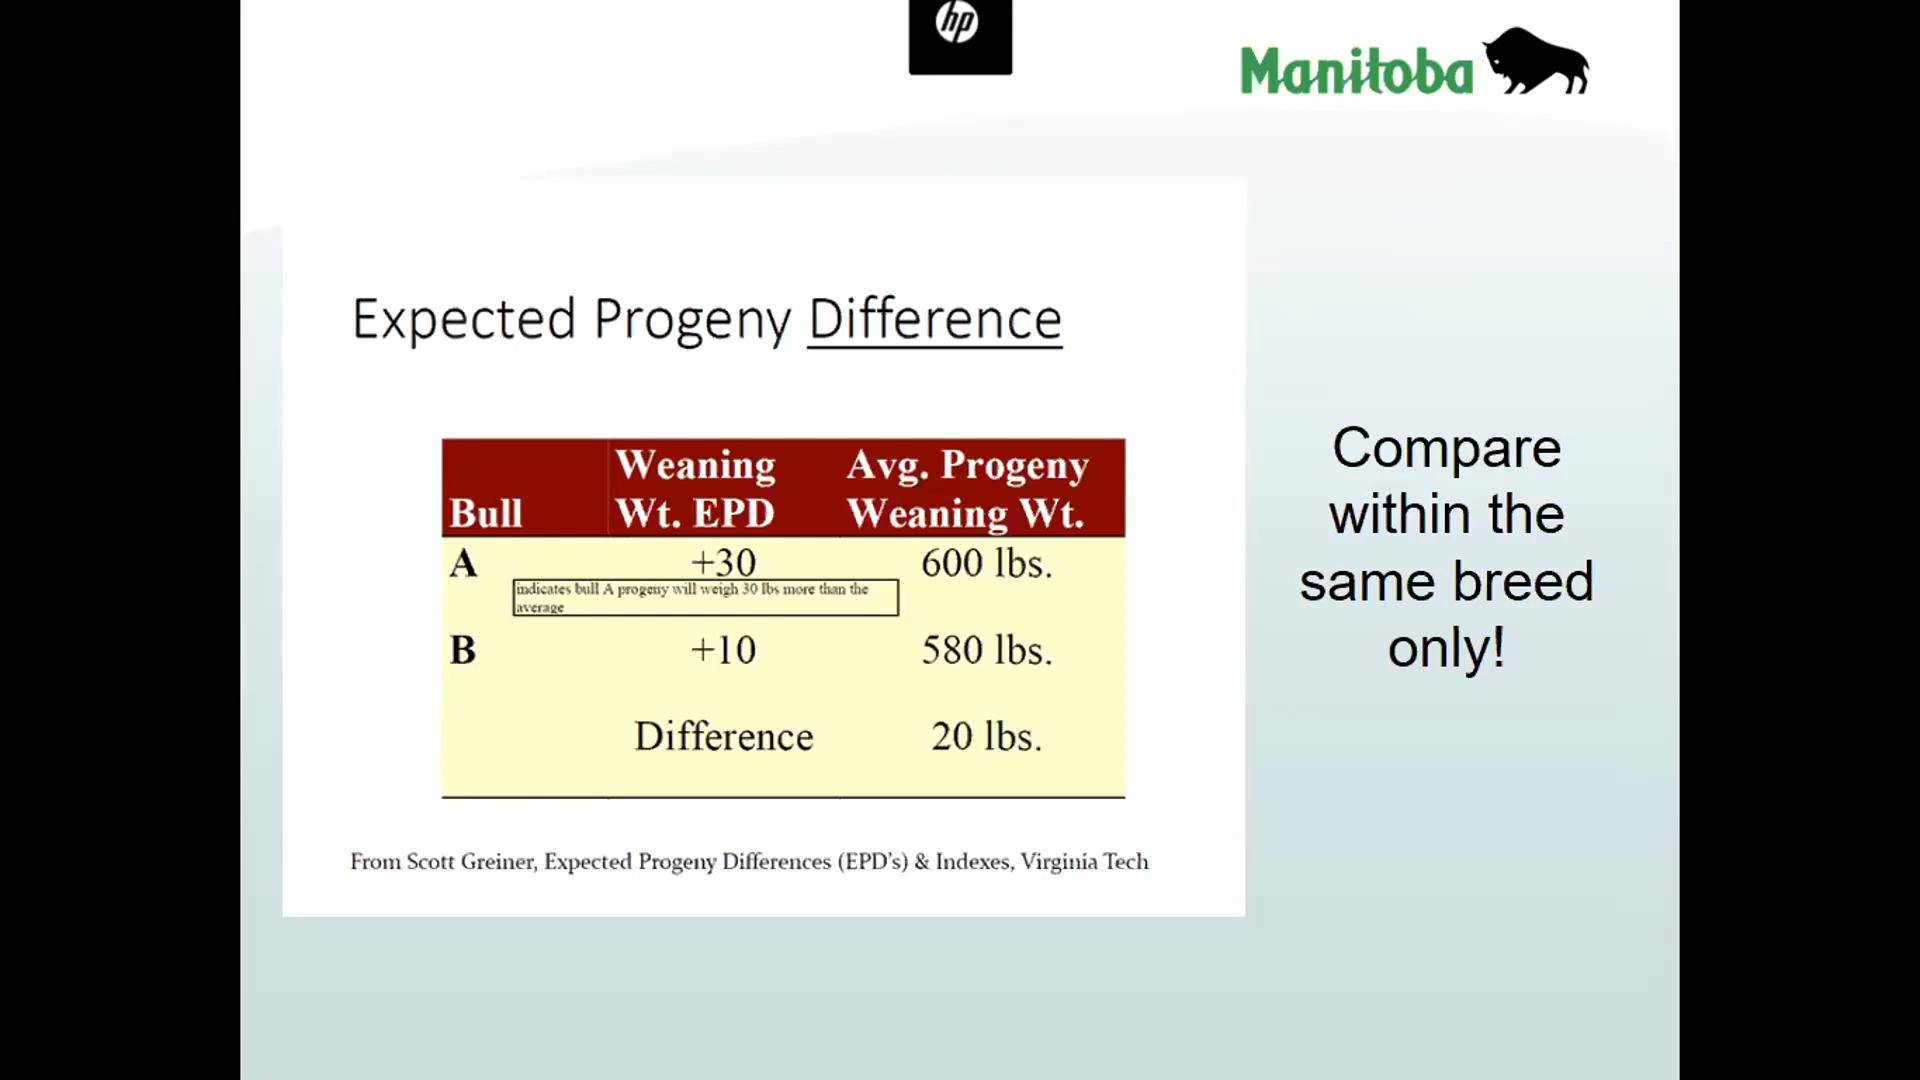 hp
Manitoba
Expected Progeny Difference
Weaning Avg. Progeny
Bull Wt. EPD Weaning Wt.
A +30 600 lbs.
indicates bull A progeny will weigh 30 lbs more than the
average
B +10 580 lbs.
Difference 20 lbs.
From Scott Greiner, Expected Progeny Differences (EPD's) & Indexes, Virginia Tech
Compare
within the
same breed
only!